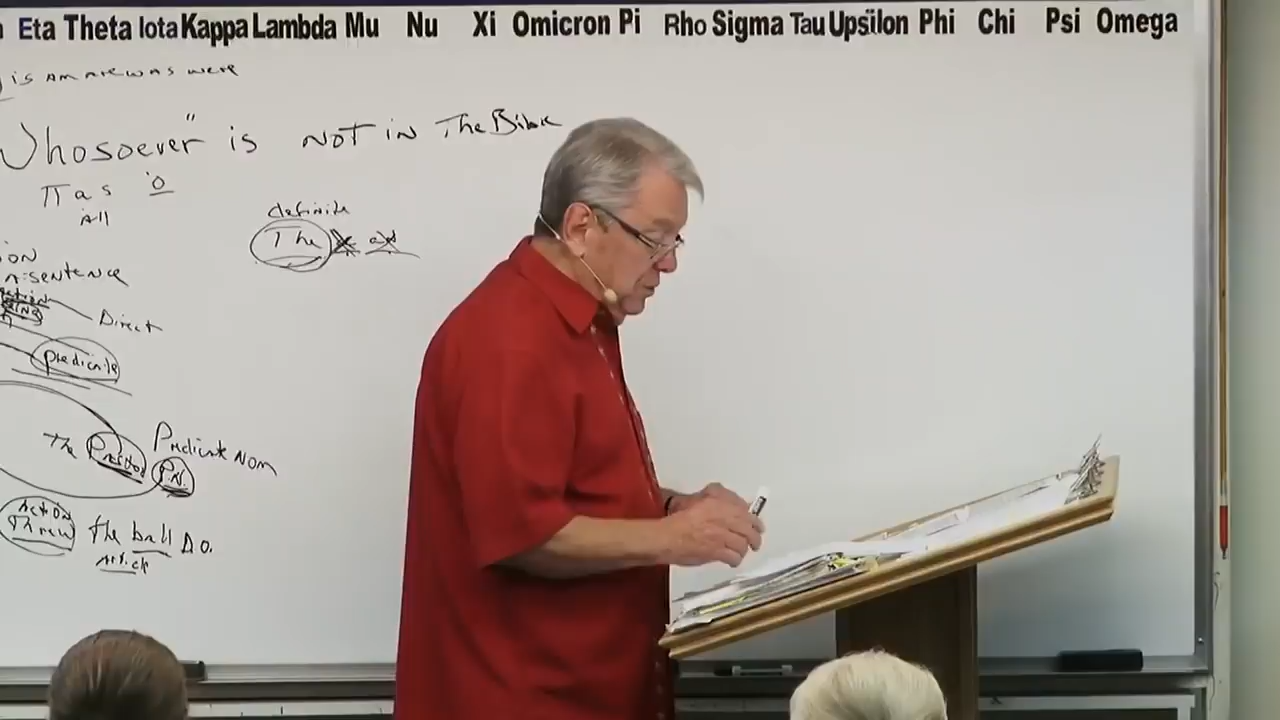 Eta Theta Iota Kappa Lambda Mu Nu Xi Omicron Pi Rho Sigma Tau Upsilon Phi Chi Psi Omega
is am are was were
Whosoever" is not in The Bible
πas ὁ
All
definite
The
sentence
Direct
predicate
The Pastor
Predicate Nom
P.N.
Action
Threw the ball D.O.
Article